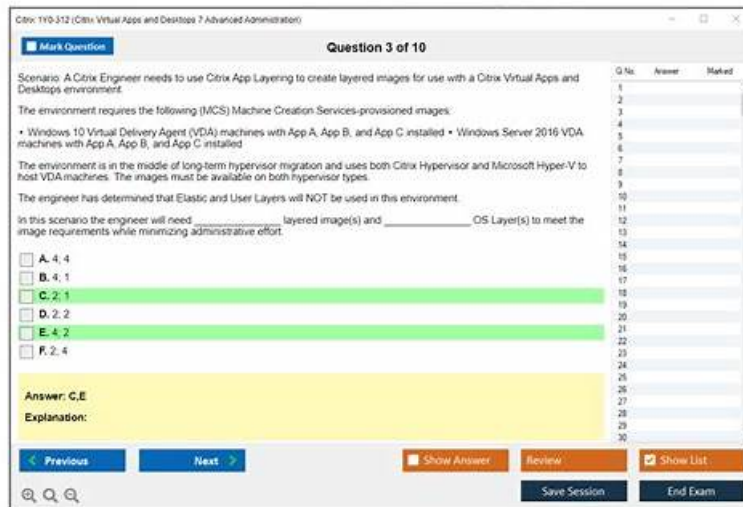 Citrix 1Y0-312 (Citrix Virtual Apps and Desktops 7 Advanced Administration)
Mark Question
Question 3 of 10
Q No. Answer Marked
Scenario: A Citrix Engineer needs to use Citrix App Layering to create layered images for use with a Citrix Virtual Apps and
Desktops environment.
The environment requires the following (MCS) Machine Creation Services-provisioned images:
• Windows 10 Virtual Delivery Agent (VDA) machines with App A, App B, and App C installed • Windows Server 2016 VDA
machines with App A, App B, and App C installed
The environment is in the middle of long-term hypervisor migration and uses both Citrix Hypervisor and Microsoft Hyper-V to
host VDA machines. The images must be available on both hypervisor types.
The engineer has determined that Elastic and User Layers will NOT be used in this environment.
In this scenario the engineer will need ________________ layered image(s) and ________________ OS Layer(s) to meet the
image requirements while minimizing administrative effort.
A. 4; 4
B. 4; 1
C. 2; 1
D. 2; 2
E. 4; 2
F. 2; 4
Answer: C,E
Explanation:
1
2
3
4
5
6
7
8
9
10
11
12
13
14
15
16
17
18
19
20
21
22
23
24
25
26
27
28
29
30
Previous
Next
Show Answer
Review
Show List
Save Session
End Exam